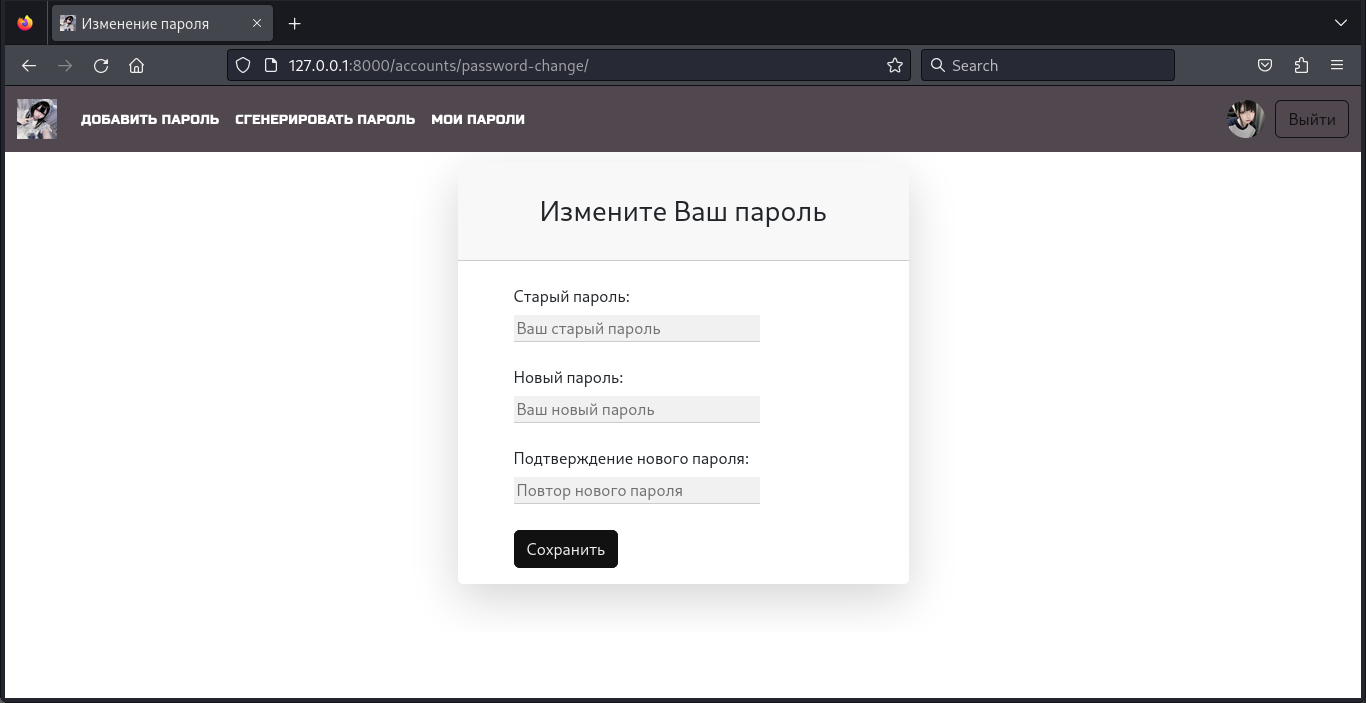 Изменение пароля
127.0.0.1:8000/accounts/password-change/
Search
ДОБАВИТЬ ПАРОЛЬ СГЕНЕРИРОВАТЬ ПАРОЛЬ МОИ ПАРОЛИ
Выйти
Измените Ваш пароль
Старый пароль:
Ваш старый пароль
Новый пароль:
Ваш новый пароль
Подтверждение нового пароля:
Повтор нового пароля
Сохранить